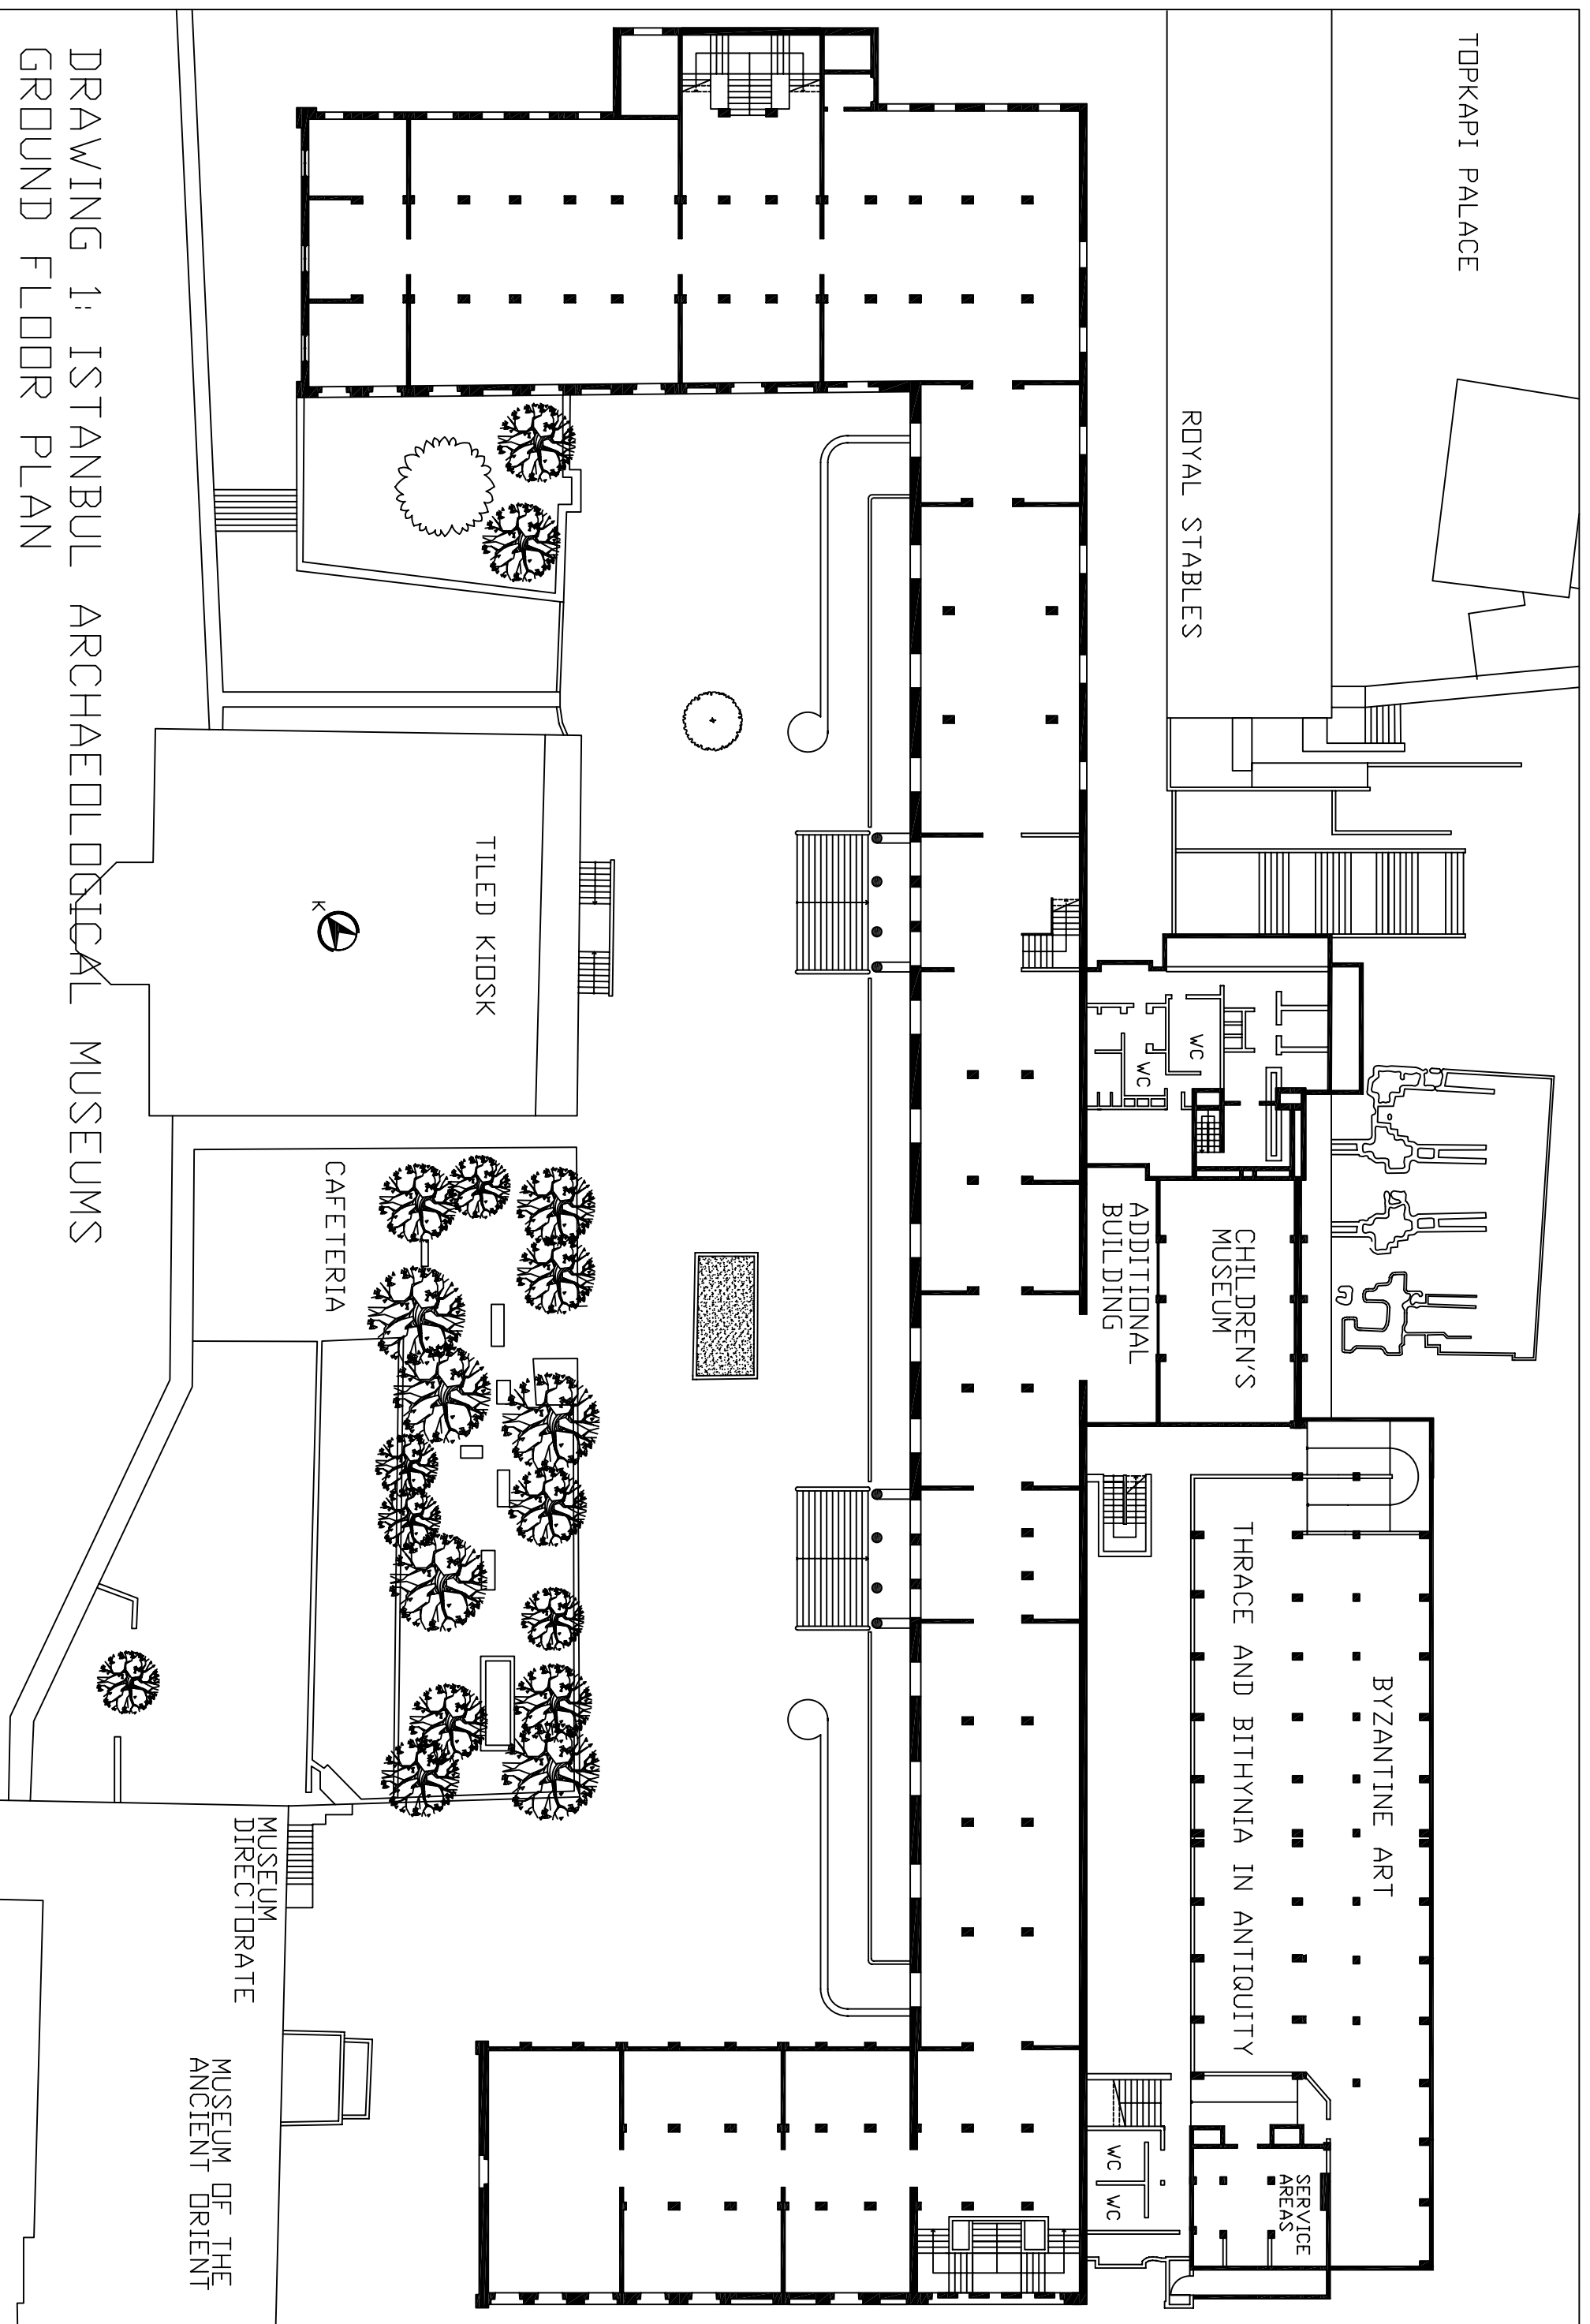 TOPKAPI PALACE
ROYAL STABLES
WC
WC
CHILDREN'S
MUSEUM
ADDITIONAL
BUILDING
BYZANTINE ART
THRACE AND BITHYNIA IN ANTIQUITY
SERVICE
AREAS
WC
WC
TILED KIOSK
K
CAFETERIA
MUSEUM
DIRECTORATE
MUSEUM OF THE
ANCIENT ORIENT
DRAWING 1: ISTANBUL ARCHAEOLOGICAL MUSEUMS
GROUND FLOOR PLAN